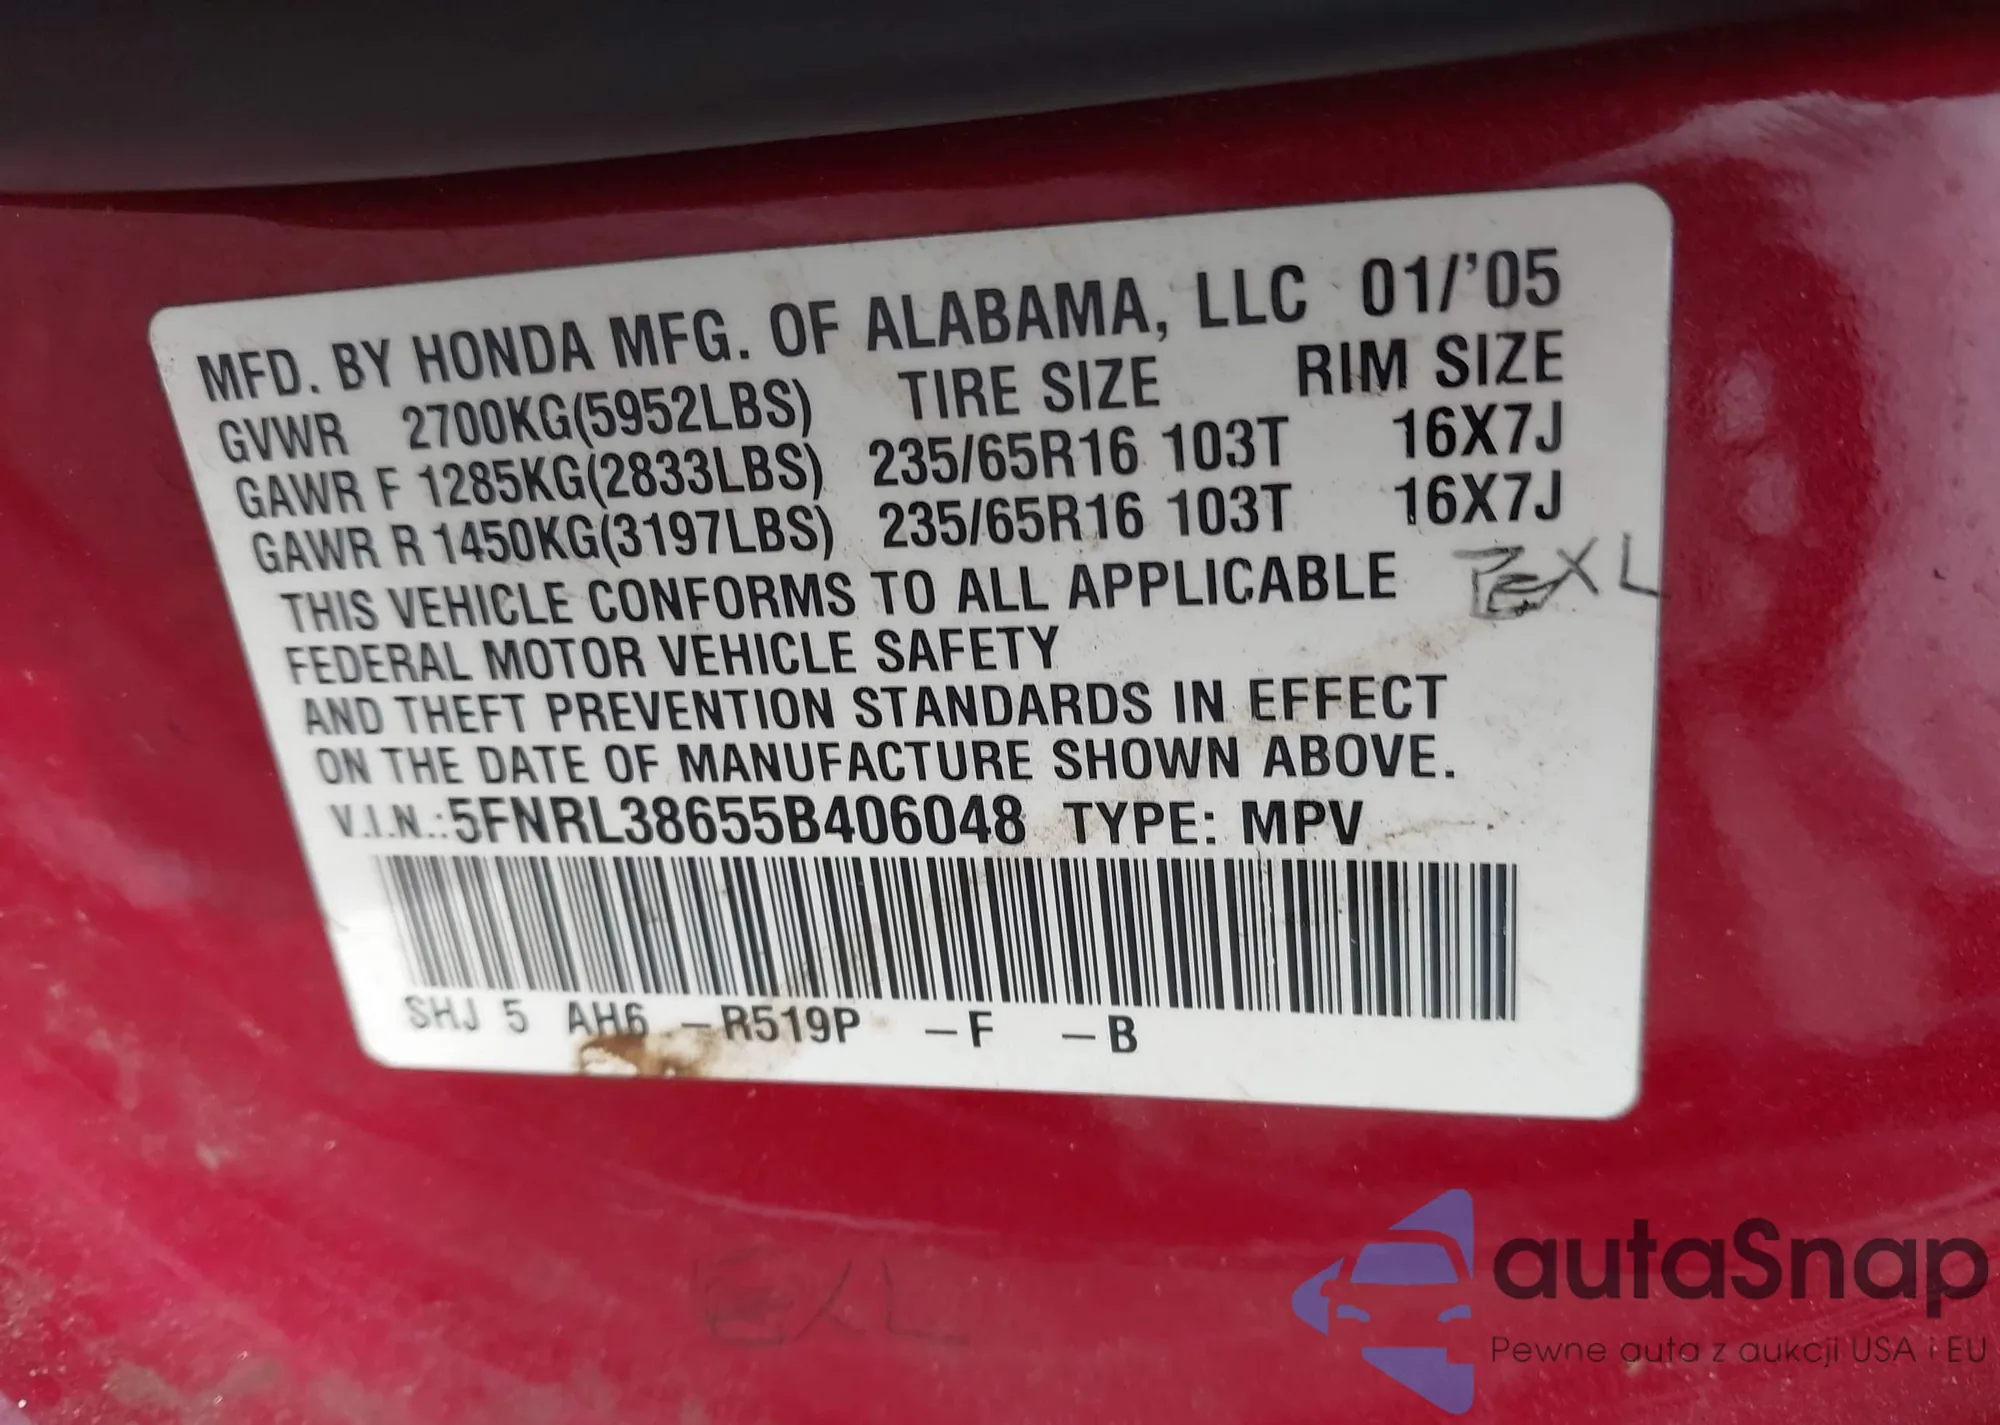 MFD. BY HONDA MFG. OF ALABAMA, LLC 01/'05
GVWR 2700KG(5952LBS) TIRE SIZE RIM SIZE
GAWR F 1285KG(2833LBS) 235/65R16 103T 16X7J
GAWR R 1450KG(3197LBS) 235/65R16 103T 16X7J
THIS VEHICLE CONFORMS TO ALL APPLICABLE
FEDERAL MOTOR VEHICLE SAFETY
AND THEFT PREVENTION STANDARDS IN EFFECT
ON THE DATE OF MANUFACTURE SHOWN ABOVE.
V.I.N.:5FNRL38655B406048 TYPE: MPV
SHJ 5 AH6 -R519P -F -B
EXL
autaSnap
Pewne auta z aukcji USA i EU